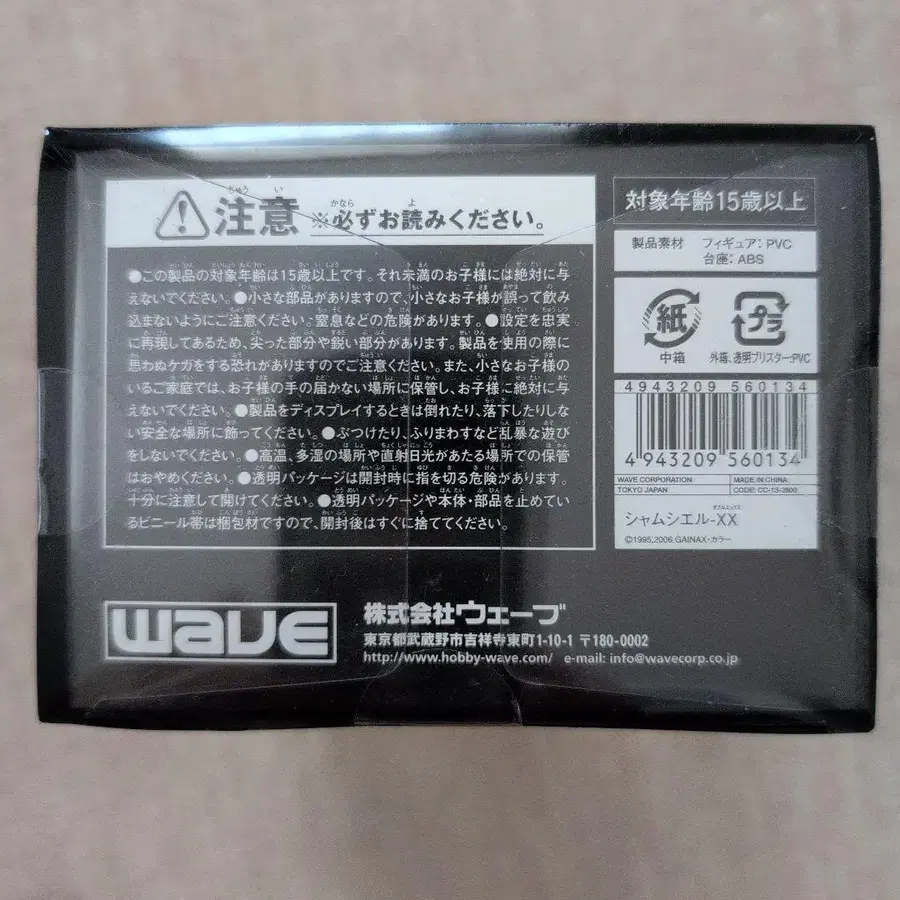 注意 ※必ずお読みください。
●この製品の対象年齢は15歳以上です。それ未満のお子様には絶対に与
えないでください。●小さな部品がありますので、小さなお子様が誤って飲み
込まないようにご注意ください。窒息などの危険があります。●設定を忠実
に再現してあるため、尖った部分や鋭い部分があります。製品を使用の際に
思わぬケガをする恐れがありますのでご注意ください。また、小さなお子様の
いるご家庭では、お子様の手の届かない場所に保管し、お子様に絶対に与
えないでください。●製品をディスプレイするときは倒れたり、落下したりしな
い安全な場所に飾ってください。●ぶつけたり、ふりまわすなど乱暴な遊び
をしないでください。●高温、多湿の場所や直射日光があたる場所での保管
はおやめください。●透明パッケージは開封時に指を切る危険があります。
十分に注意して開けてください。●透明パッケージや本体・部品を止めてい
るビニール帯は梱包材ですので、開封後はすぐに捨ててください。
対象年齢15歳以上
製品素材 フィギュア:PVC
台座:ABS
紙 プラ
中箱 外箱、透明ブリスター:PVC
4943209 560134
4 943209 560134
WAVE CORPORATION MADE IN CHINA
TOKYO JAPAN CODE: CC-13-2800
ダブルエックス
シャムシエル-XX
©1995,2006 GAINAX・カラー
WAVE
株式会社ウェーブ
東京都武蔵野市吉祥寺東町1-10-1 〒180-0002
http://www.hobby-wave.com/ e-mail: info@wavecorp.co.jp